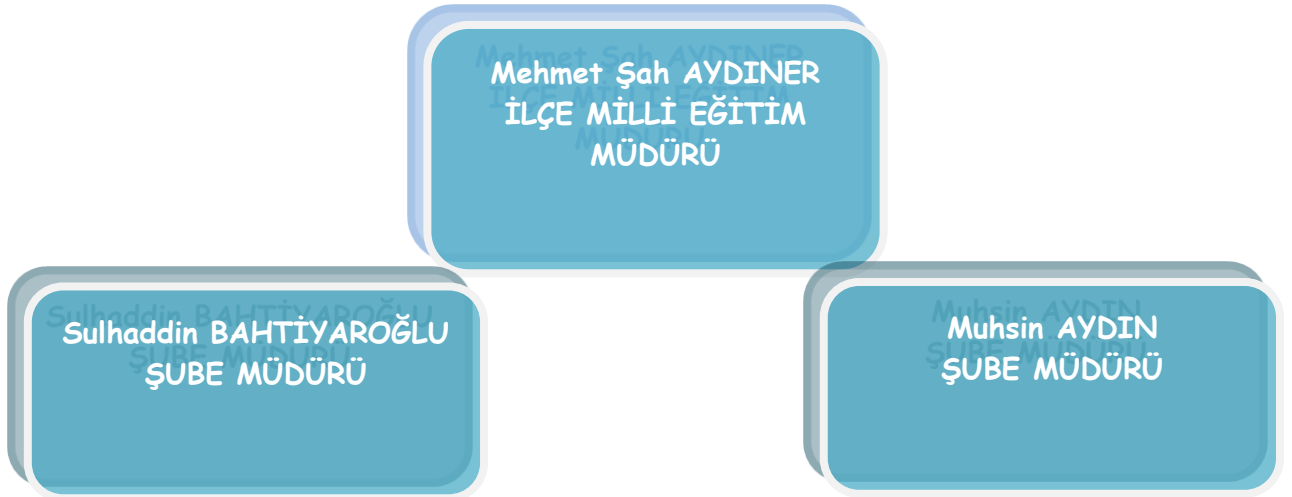 Mehmet Şah AYDINER
İLÇE MİLLİ EĞİTİM
MÜDÜRÜ
Sulhaddin BAHTİYAROĞLU
ŞUBE MÜDÜRÜ
Muhsin AYDIN
ŞUBE MÜDÜRÜ